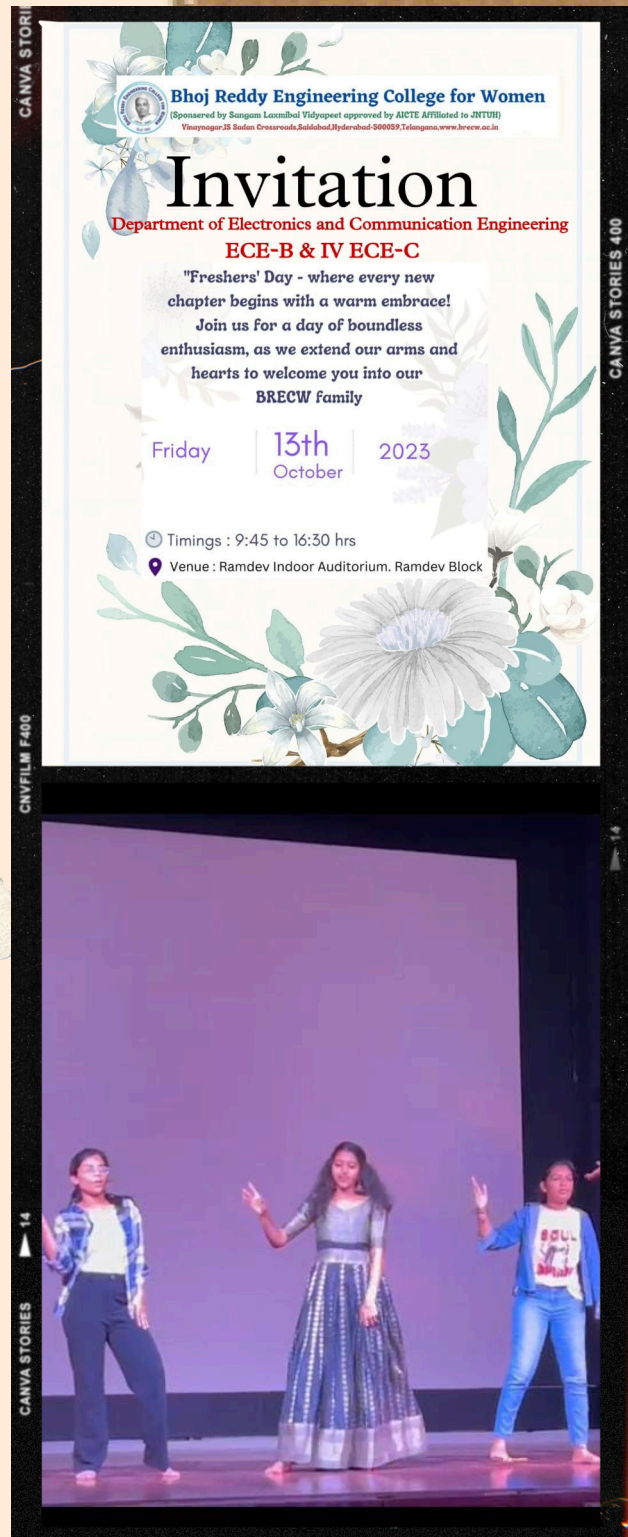 CANVA STORI
Bhoj Reddy Engineering College for Women
(Sponsered by Sangam Laxmibai Vidyapeet approved by AICTE Affiliated to JNTUH)
Vinaynagar,IS Sadan Crossroads,Saidabad,Hyderabad-500059,Telangana,www.brecw.ac.in
Invitation
Department of Electronics and Communication Engineering
ECE-B & IV ECE-C
"Freshers' Day - where every new
chapter begins with a warm embrace!
Join us for a day of boundless
enthusiasm, as we extend our arms and
hearts to welcome you into our
BRECW family
Friday
13th
October
2023
Timings : 9:45 to 16:30 hrs
Venue : Ramdev Indoor Auditorium. Ramdev Block
CANVA STORIES 400
CNVFILM F400
14
14
CANVA STORIES
SOUL